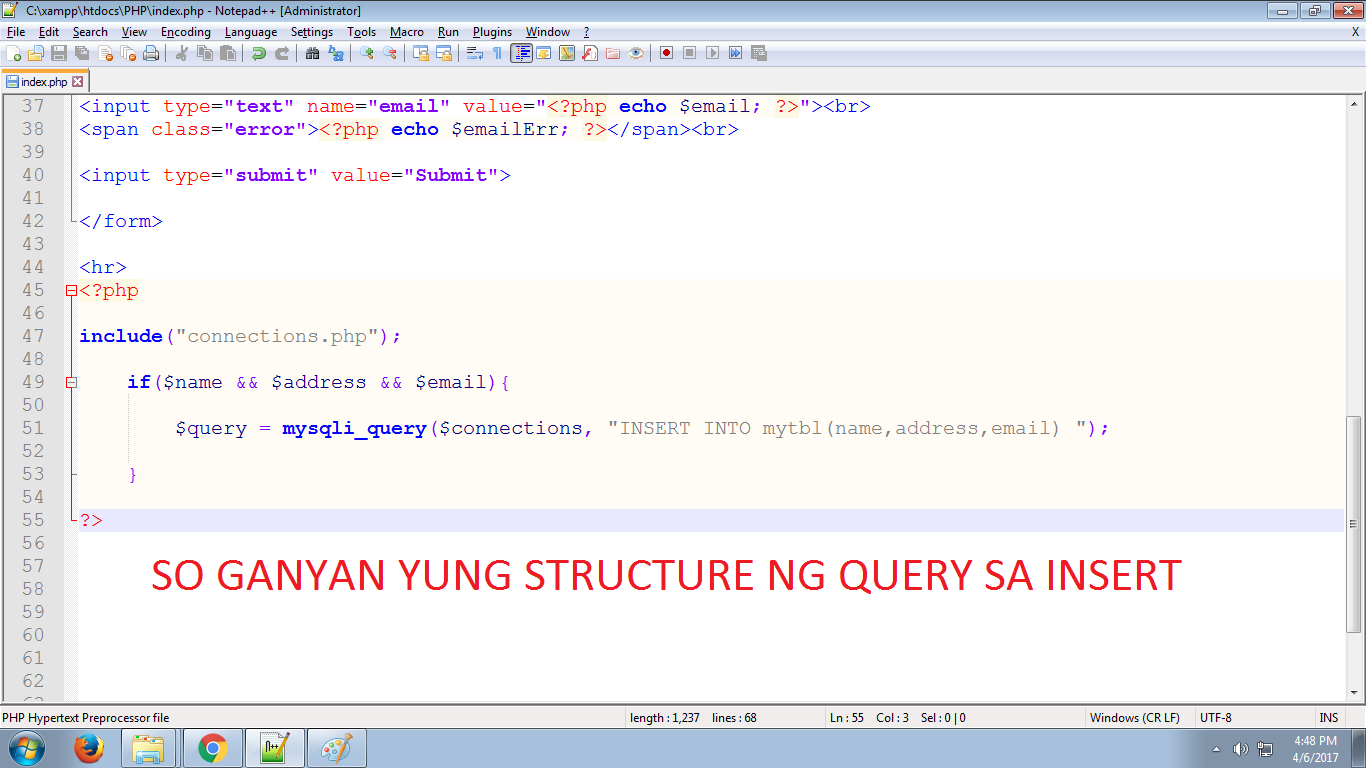 C:\xampp\htdocs\PHP\index.php - Notepad++ [Administrator]
File Edit Search View Encoding Language Settings Tools Macro Run Plugins Window ? X
index.php
37 <input type="text" name="email" value="<?php echo $email; ?>"><br>
38 <span class="error"><?php echo $emailErr; ?></span><br>
39
40 <input type="submit" value="Submit">
41
42 </form>
43
44 <hr>
45 <?php
46
47 include("connections.php");
48
49 if($name && $address && $email){
50
51 $query = mysqli_query($connections, "INSERT INTO mytbl(name,address,email) ");
52
53 }
54
55 ?>
56
57
58
59
60
61
62
SO GANYAN YUNG STRUCTURE NG QUERY SA INSERT
PHP Hypertext Preprocessor file length : 1,237 lines : 68 Ln : 55 Col : 3 Sel : 0 | 0 Windows (CR LF) UTF-8 INS
4:48 PM
4/6/2017